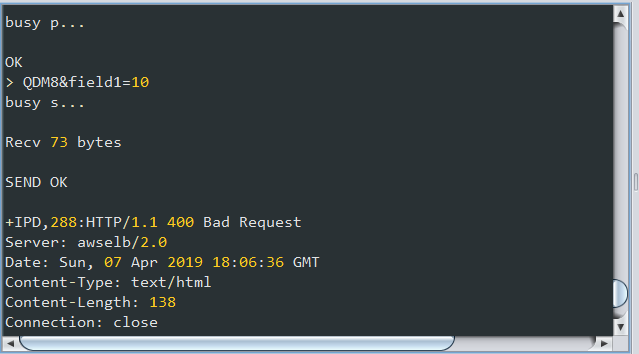 busy p...
OK
> QDM8&field1=10
busy s...
Recv 73 bytes
SEND OK
+IPD,288:HTTP/1.1 400 Bad Request
Server: awselb/2.0
Date: Sun, 07 Apr 2019 18:06:36 GMT
Content-Type: text/html
Content-Length: 138
Connection: close